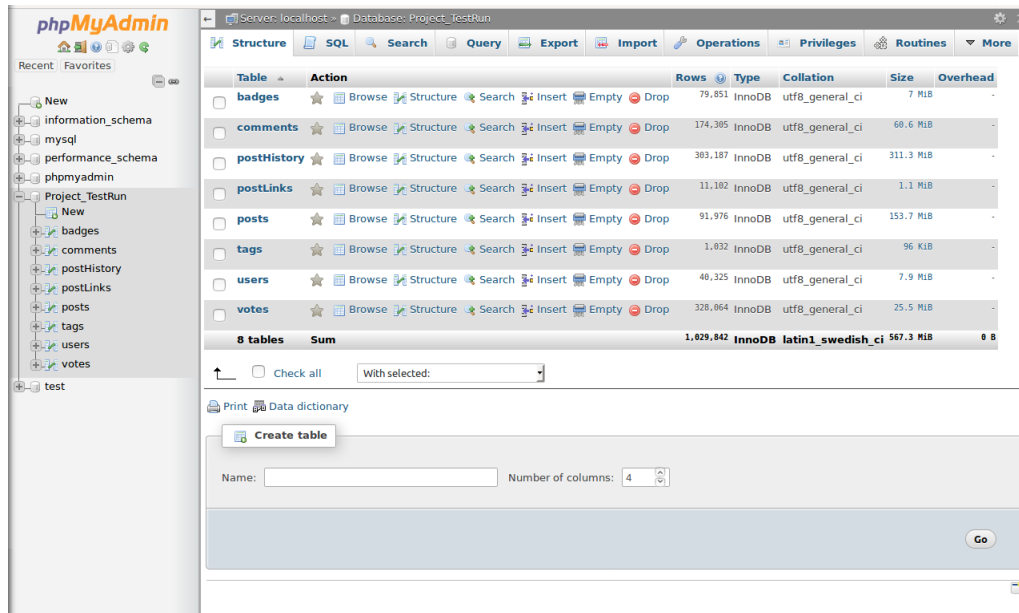 phpMyAdmin
Recent Favorites
New
information_schema
mysql
performance_schema
phpmyadmin
Project_TestRun
New
badges
comments
postHistory
postLinks
posts
tags
users
votes
test
Server: localhost » Database: Project_TestRun
Structure SQL Search Query Export Import Operations Privileges Routines More
Table Action Rows Type Collation Size Overhead
badges Browse Structure Search Insert Empty Drop 79,851 InnoDB utf8_general_ci 7 MiB -
comments Browse Structure Search Insert Empty Drop 174,305 InnoDB utf8_general_ci 60.6 MiB -
postHistory Browse Structure Search Insert Empty Drop 303,187 InnoDB utf8_general_ci 311.3 MiB -
postLinks Browse Structure Search Insert Empty Drop 11,102 InnoDB utf8_general_ci 1.1 MiB -
posts Browse Structure Search Insert Empty Drop 91,976 InnoDB utf8_general_ci 153.7 MiB -
tags Browse Structure Search Insert Empty Drop 1,032 InnoDB utf8_general_ci 96 KiB -
users Browse Structure Search Insert Empty Drop 40,325 InnoDB utf8_general_ci 7.9 MiB -
votes Browse Structure Search Insert Empty Drop 328,064 InnoDB utf8_general_ci 25.5 MiB -
8 tables Sum 1,029,842 InnoDB latin1_swedish_ci 567.3 MiB 0 B
Check all With selected:
Print Data dictionary
Create table
Name: Number of columns: 4
Go